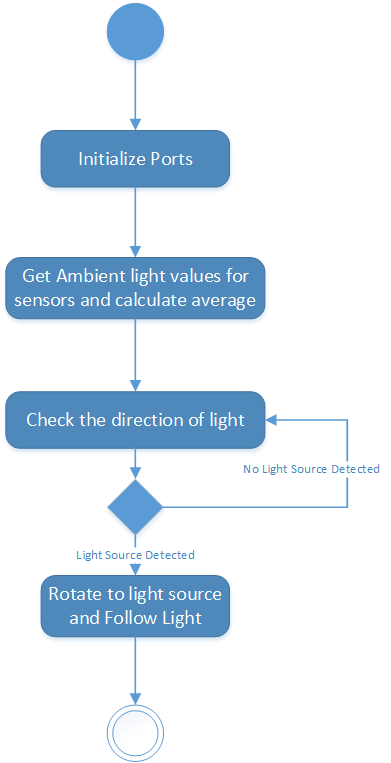 Initialize Ports
Get Ambient light values for
sensors and calculate average
Check the direction of light
No Light Source Detected
Light Source Detected
Rotate to light source
and Follow Light